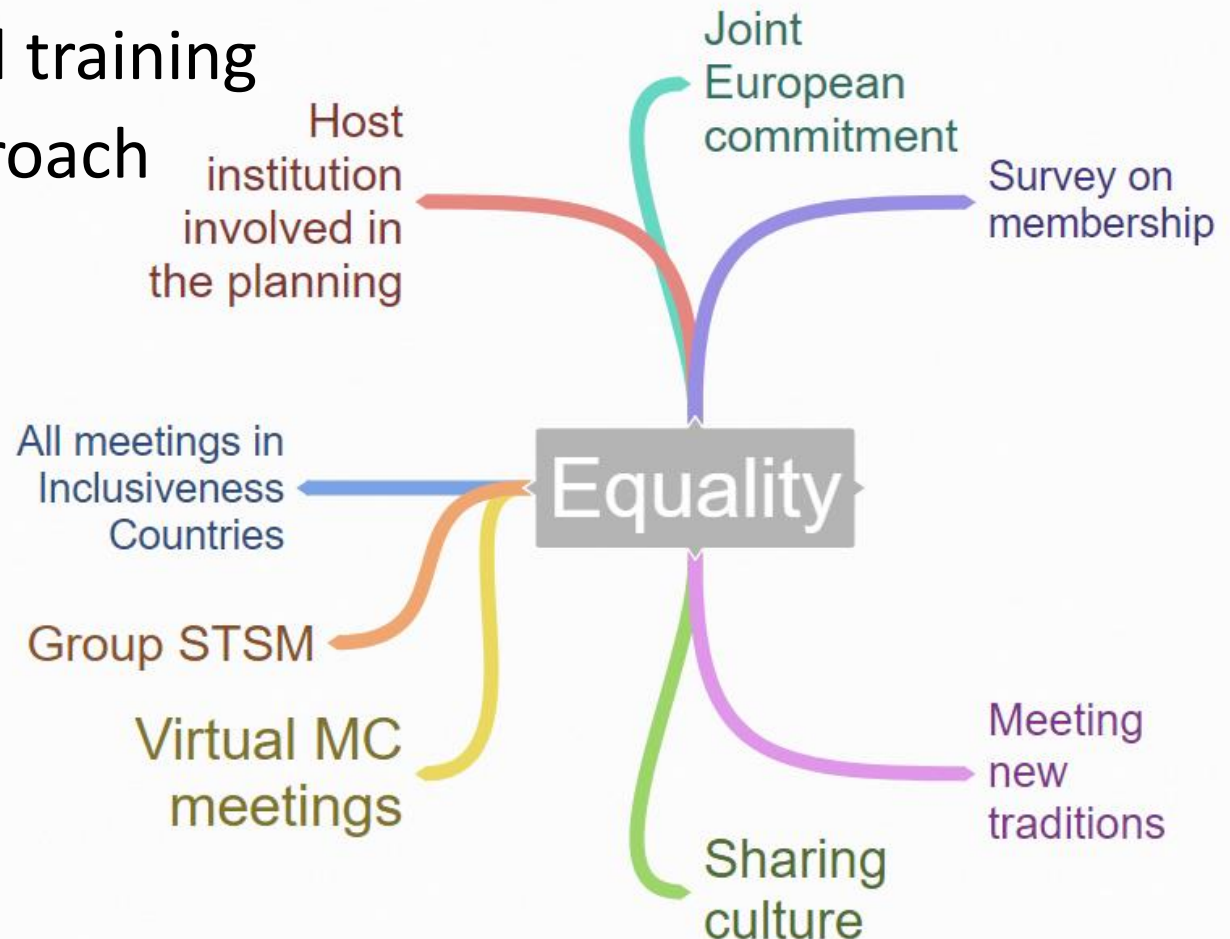 training
Host
institution
involved in
the planning
Joint
European
commitment
Survey on
membership
All meetings in
Inclusiveness
Countries
Equality
Group STSM
Virtual MC
meetings
Meeting
new
traditions
Sharing
culture